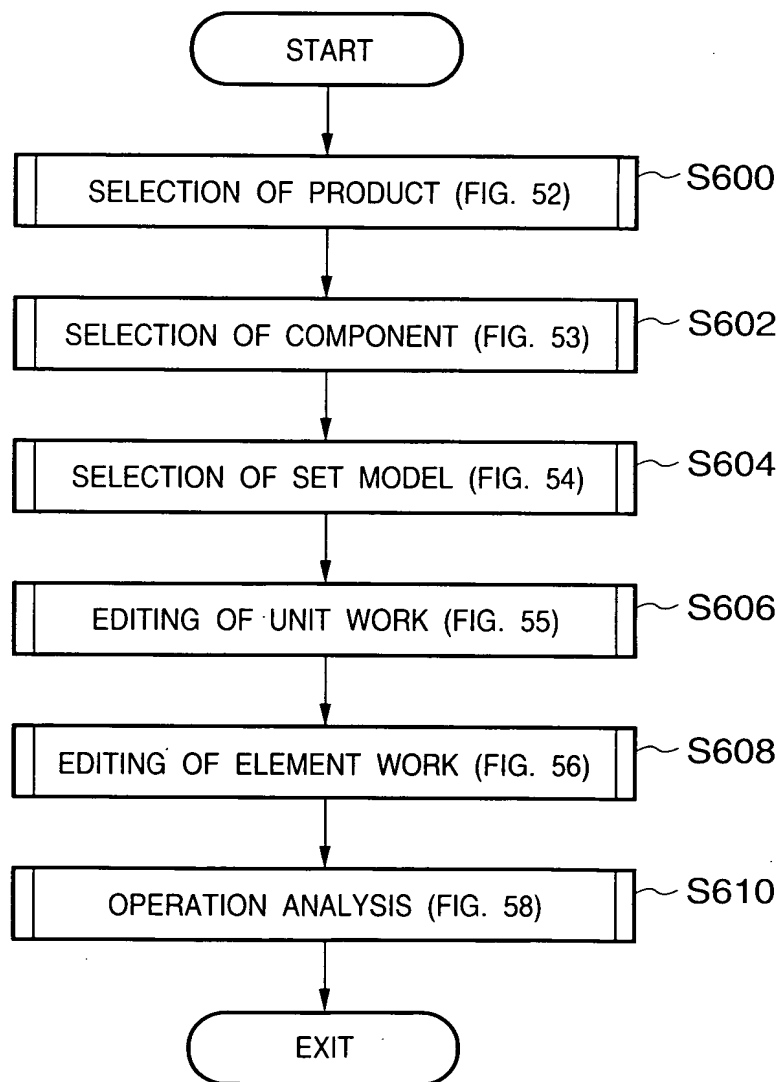 START
SELECTION OF PRODUCT (FIG. 52)
S600
SELECTION OF COMPONENT (FIG. 53)
S602
SELECTION OF SET MODEL (FIG. 54)
S604
EDITING OF UNIT WORK (FIG. 55)
S606
EDITING OF ELEMENT WORK (FIG. 56)
S608
OPERATION ANALYSIS (FIG. 58)
S610
EXIT